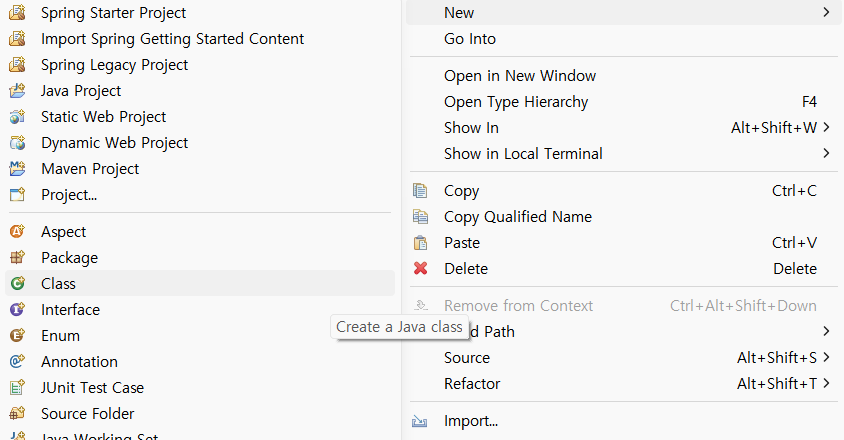 Spring Starter Project
Import Spring Getting Started Content
Spring Legacy Project
Java Project
Static Web Project
Dynamic Web Project
Maven Project
Project...
Aspect
Package
Class
Interface
Enum
Annotation
JUnit Test Case
Source Folder
Java Working Set
New
Go Into
Open in New Window
Open Type Hierarchy F4
Show In Alt+Shift+W
Show in Local Terminal
Copy Ctrl+C
Copy Qualified Name
Paste Ctrl+V
Delete Delete
Remove from Context Ctrl+Alt+Shift+Down
Create a Java class
d Path
Source Alt+Shift+S
Refactor Alt+Shift+T
Import...